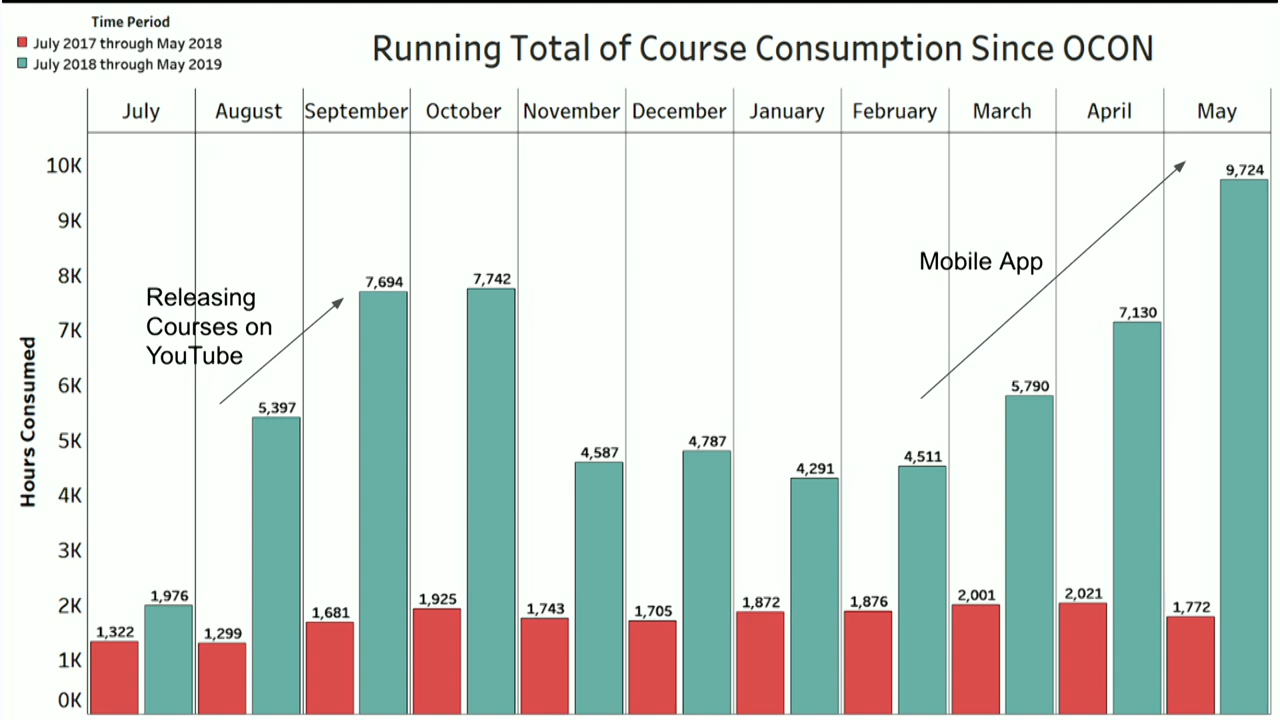 Time Period
July 2017 through May 2018
July 2018 through May 2019
Running Total of Course Consumption Since OCON
July August September October November December January February March April May
Hours Consumed
10K
9K
8K
7K
6K
5K
4K
3K
2K
1K
0K
Releasing
Courses on
YouTube
Mobile App
1,322
1,976
1,299
5,397
1,681
7,694
1,925
7,742
1,743
4,587
1,705
4,787
1,872
4,291
1,876
4,511
2,001
5,790
2,021
7,130
1,772
9,724